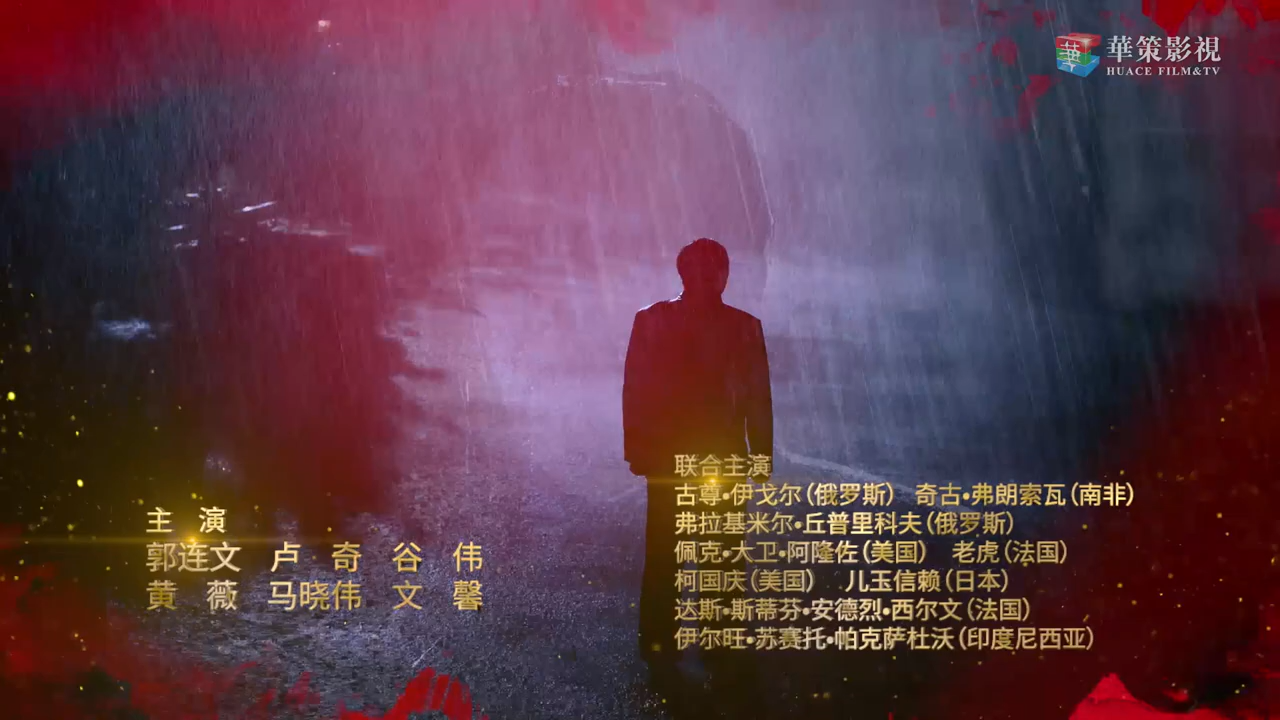 華策影視
HUACE FILM&TV
主 演
郭连文 卢 奇 谷 伟
黄 薇 马晓伟 文 馨
联合主演
古尊·伊戈尔(俄罗斯) 奇古·弗朗索瓦(南非)
弗拉基米尔·丘普里科夫(俄罗斯)
佩克·大卫·阿隆佐(美国) 老虎(法国)
柯国庆(美国) 儿玉信赖(日本)
达斯·斯蒂芬·安德烈·西尔文(法国)
伊尔旺·苏赛托·帕克萨杜沃(印度尼西亚)